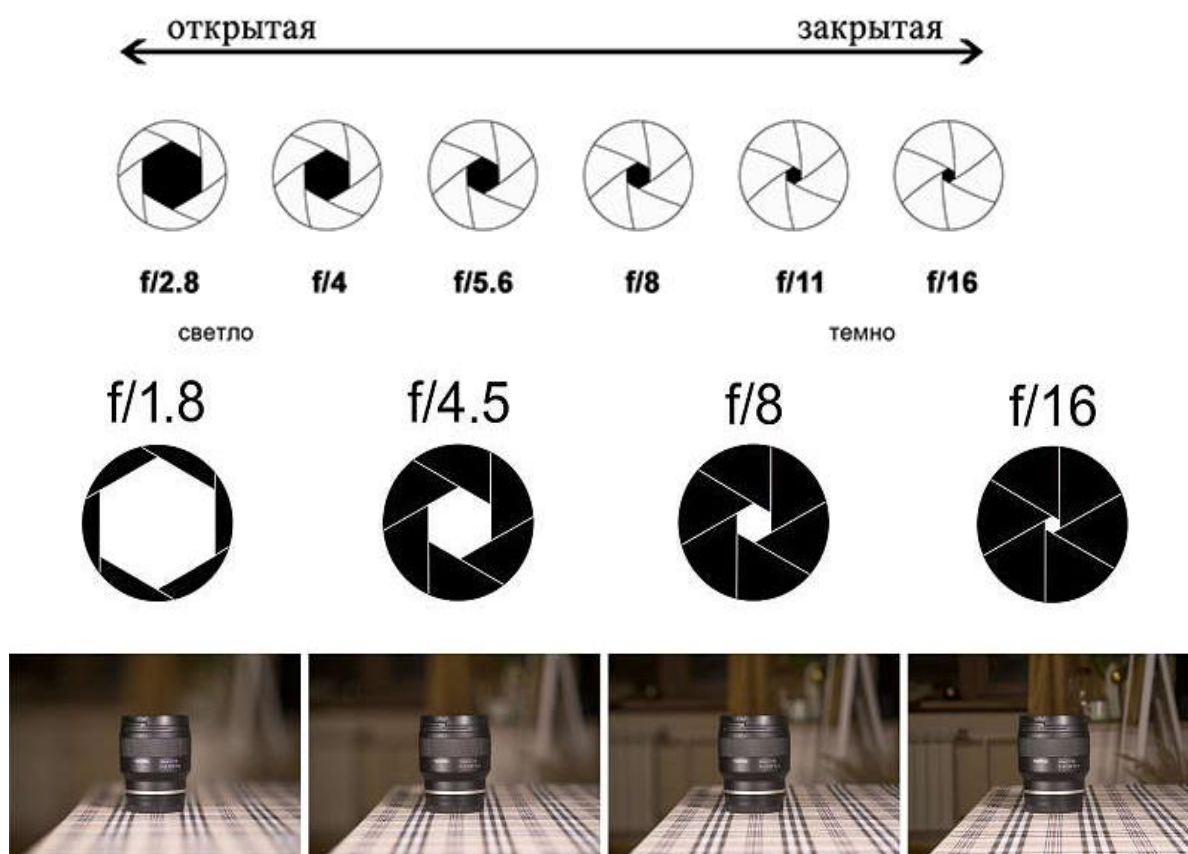 открытая закрытая
f/2.8 f/4 f/5.6 f/8 f/11 f/16
светло темно
f/1.8 f/4.5 f/8 f/16